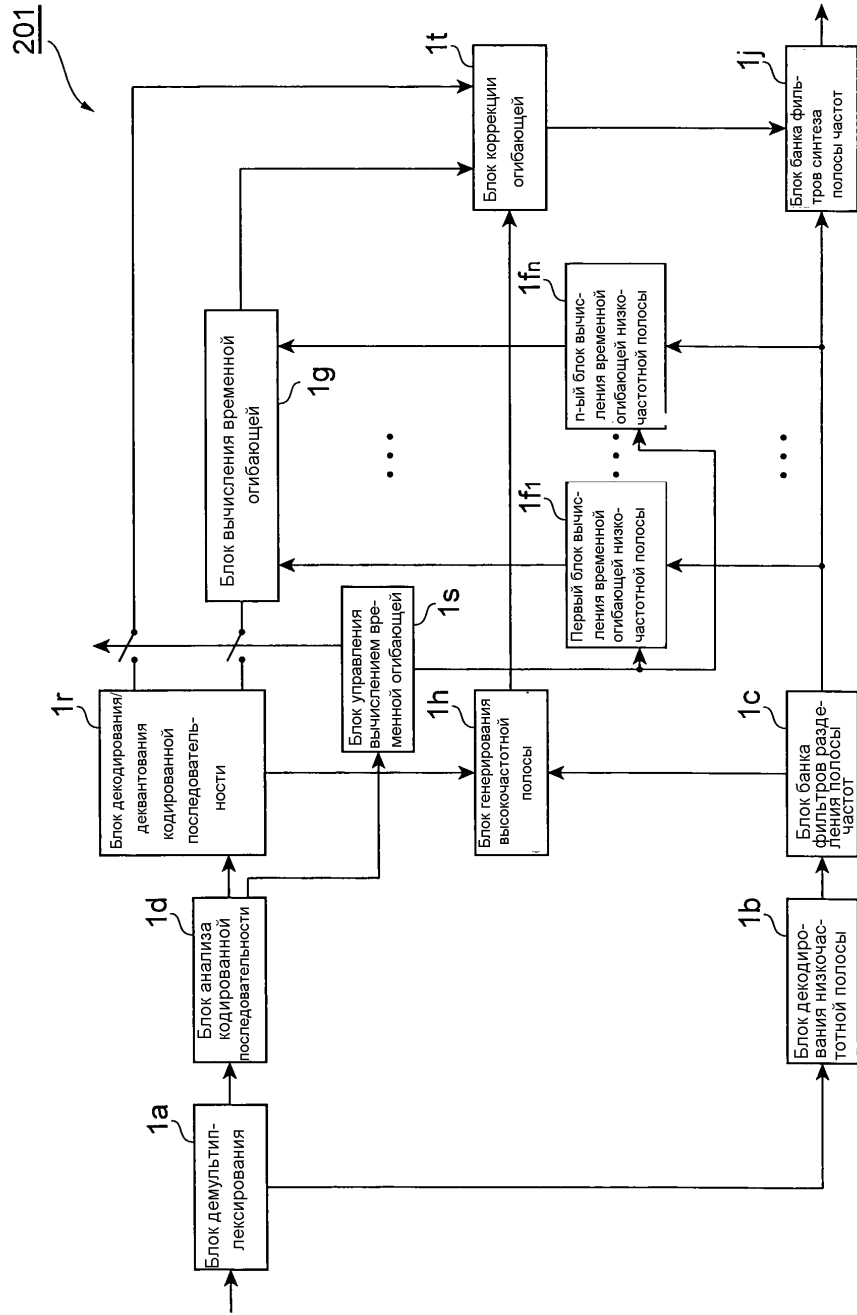 201
1a
Блок демультип-
лексирования
1d
Блок анализа
кодированной
последовательности
1r
Блок декодирования/
деквантования
кодированной
последователь-
ности
Блок вычисления временной
огибающей
1g
1t
Блок коррекции
огибающей
1s
Блок управления
вычислением вре-
менной огибающей
1h
Блок генерирования
высокочастотной
полосы
1f1
Первый блок вычис-
ления временной
огибающей низко-
частотной полосы
1fn
n-ый блок вычис-
ления временной
огибающей низко-
частотной полосы
1b
Блок декодиро-
вания низкочас-
тотной полосы
1c
Блок банка
фильтров разде-
ления полосы
частот
1j
Блок банка филь-
тров синтеза
полосы частот